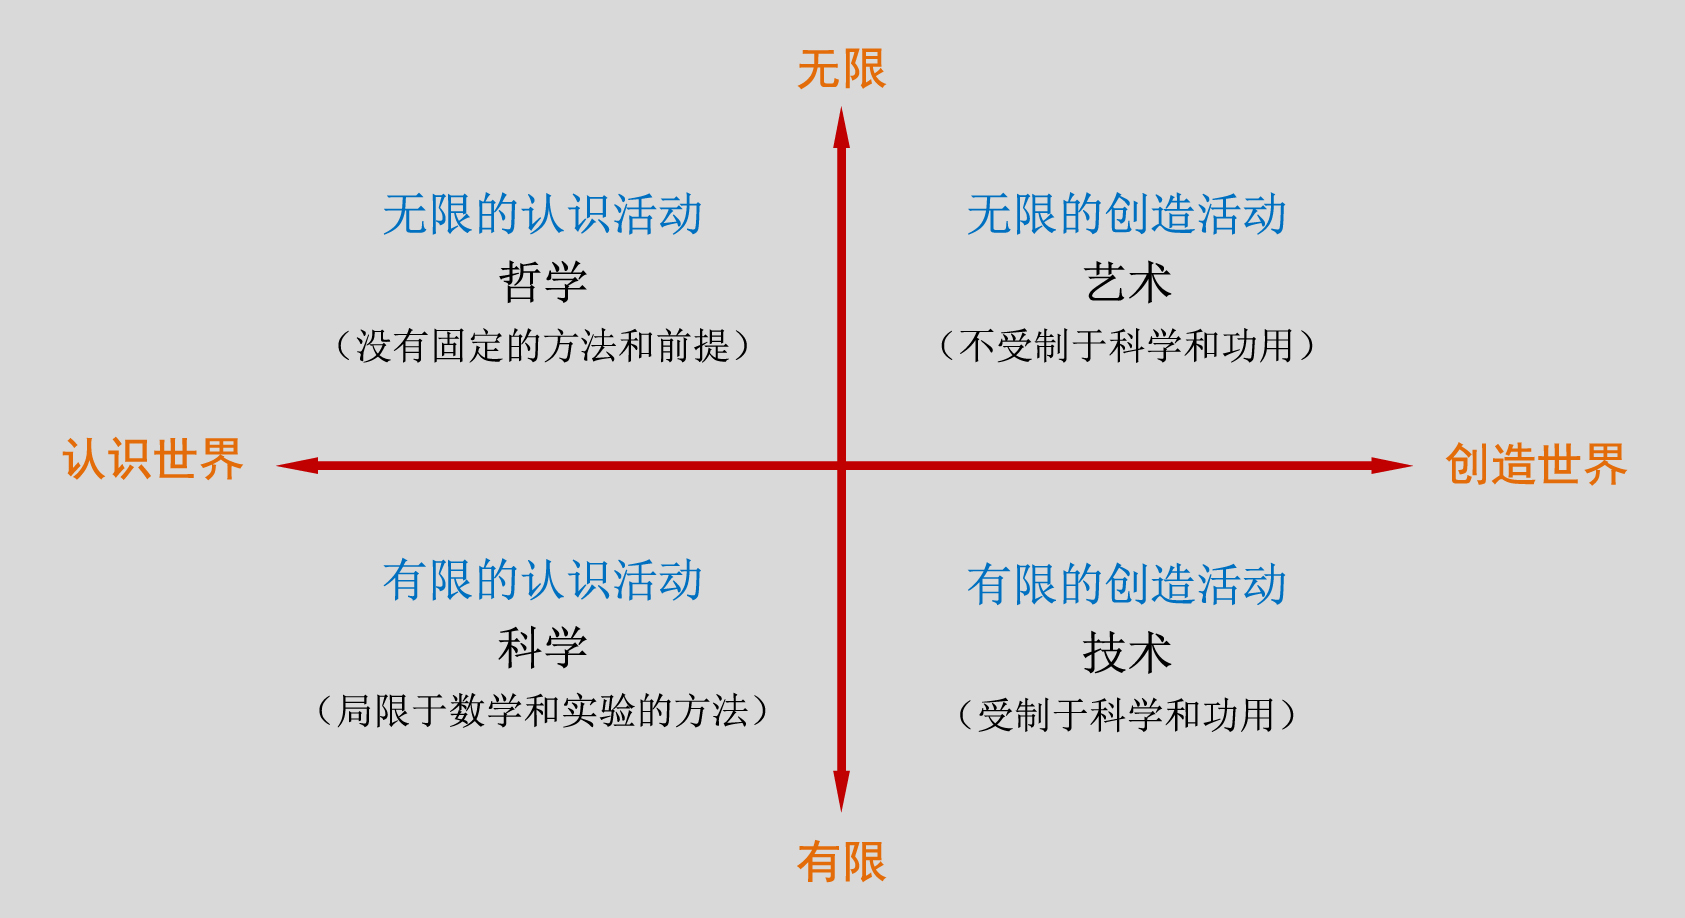 无限
无限的认识活动
哲学
（没有固定的方法和前提）
无限的创造活动
艺术
（不受制于科学和功用）
认识世界
创造世界
有限的认识活动
科学
（局限于数学和实验的方法）
有限的创造活动
技术
（受制于科学和功用）
有限